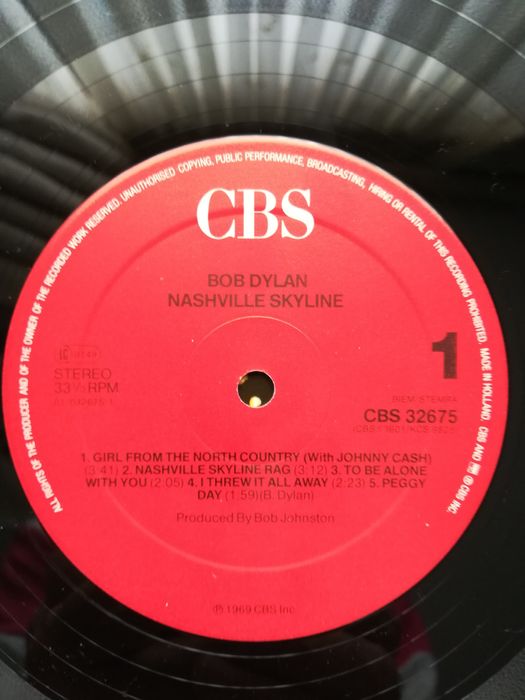 ALL RIGHTS OF THE PRODUCER AND OF THE OWNER OF THE RECORDED WORK RESERVED. UNAUTHORISED COPYING, PUBLIC PERFORMANCE, BROADCASTING, HIRING OR RENTAL OF THIS RECORDING PROHIBITED. MADE IN HOLLAND. CBS AND ® CBS INC.
CBS
BOB DYLAN
NASHVILLE SKYLINE
STEREO
33⅓ RPM
1
BIEM/STEMRA
CBS 32675
1. GIRL FROM THE NORTH COUNTRY (With JOHNNY CASH)
(3:41) 2. NASHVILLE SKYLINE RAG (3:12) 3. TO BE ALONE
WITH YOU (2:05) 4. I THREW IT ALL AWAY (2:23) 5. PEGGY
DAY (1:59)(B. Dylan)
Produced By Bob Johnston
℗ 1969 CBS Inc